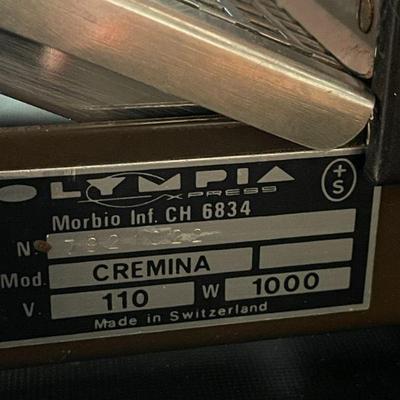 OLYMPIA
XPRESS
+S
Morbio Inf. CH 6834
N.
Mod. CREMINA
V. 110 W 1000
Made in Switzerland